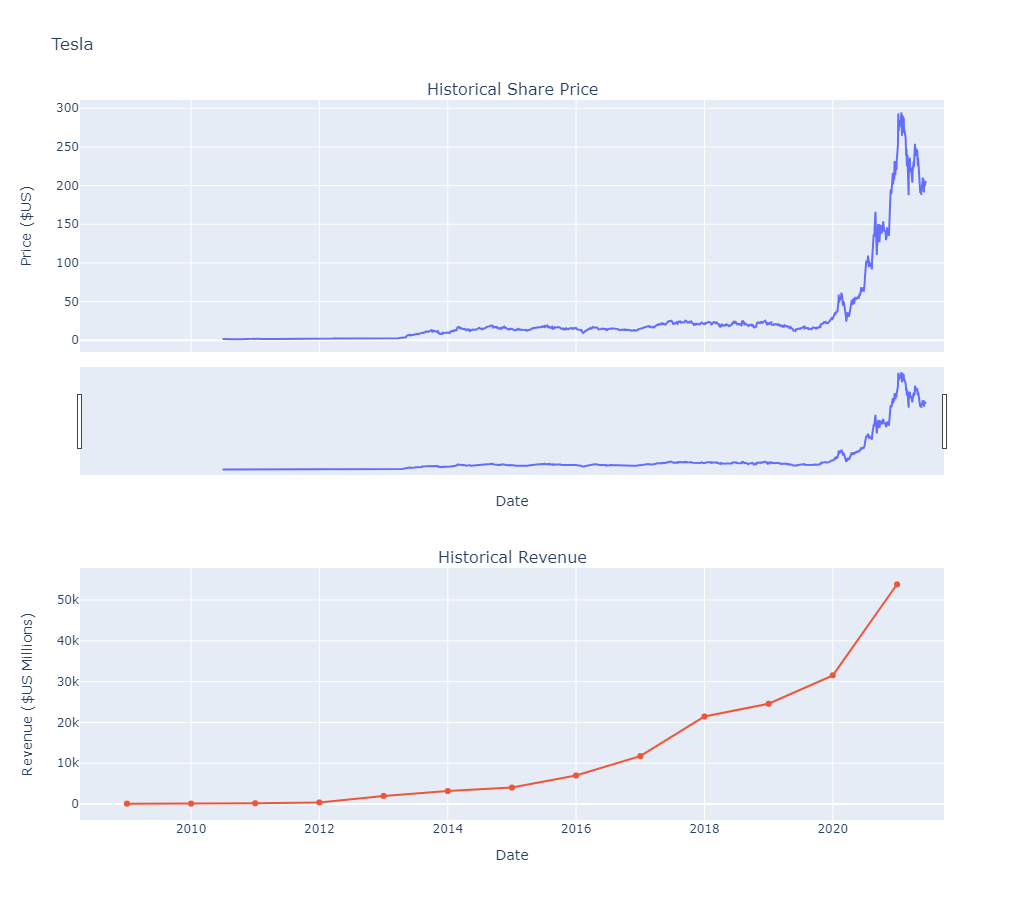 Tesla
Historical Share Price
300
250
200
150
100
50
0
Price ($US)
Date
Historical Revenue
50k
40k
30k
20k
10k
0
Revenue ($US Millions)
2010 2012 2014 2016 2018 2020
Date